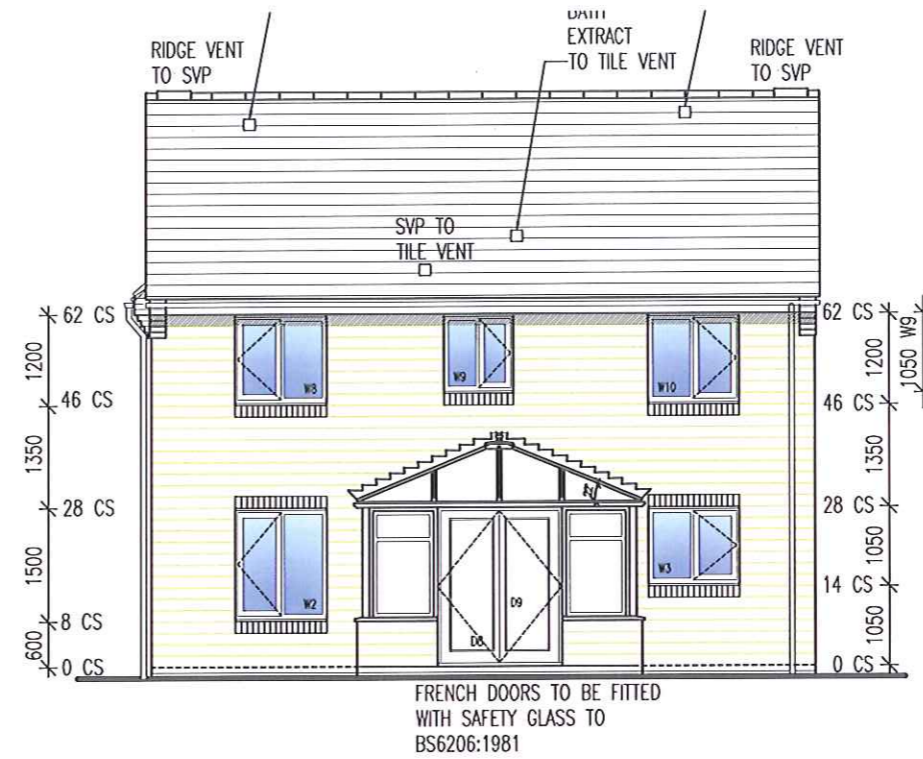 RIDGE VENT
TO SVP
BATH
EXTRACT
TO TILE VENT
RIDGE VENT
TO SVP
SVP TO
TILE VENT
62 CS
1200
46 CS
1350
28 CS
1500
8 CS
600
0 CS
W8
W9
W10
W2
D8
D9
W3
62 CS
1200
1050 W9
46 CS
1350
28 CS
1050
14 CS
1050
0 CS
FRENCH DOORS TO BE FITTED
WITH SAFETY GLASS TO
BS6206:1981